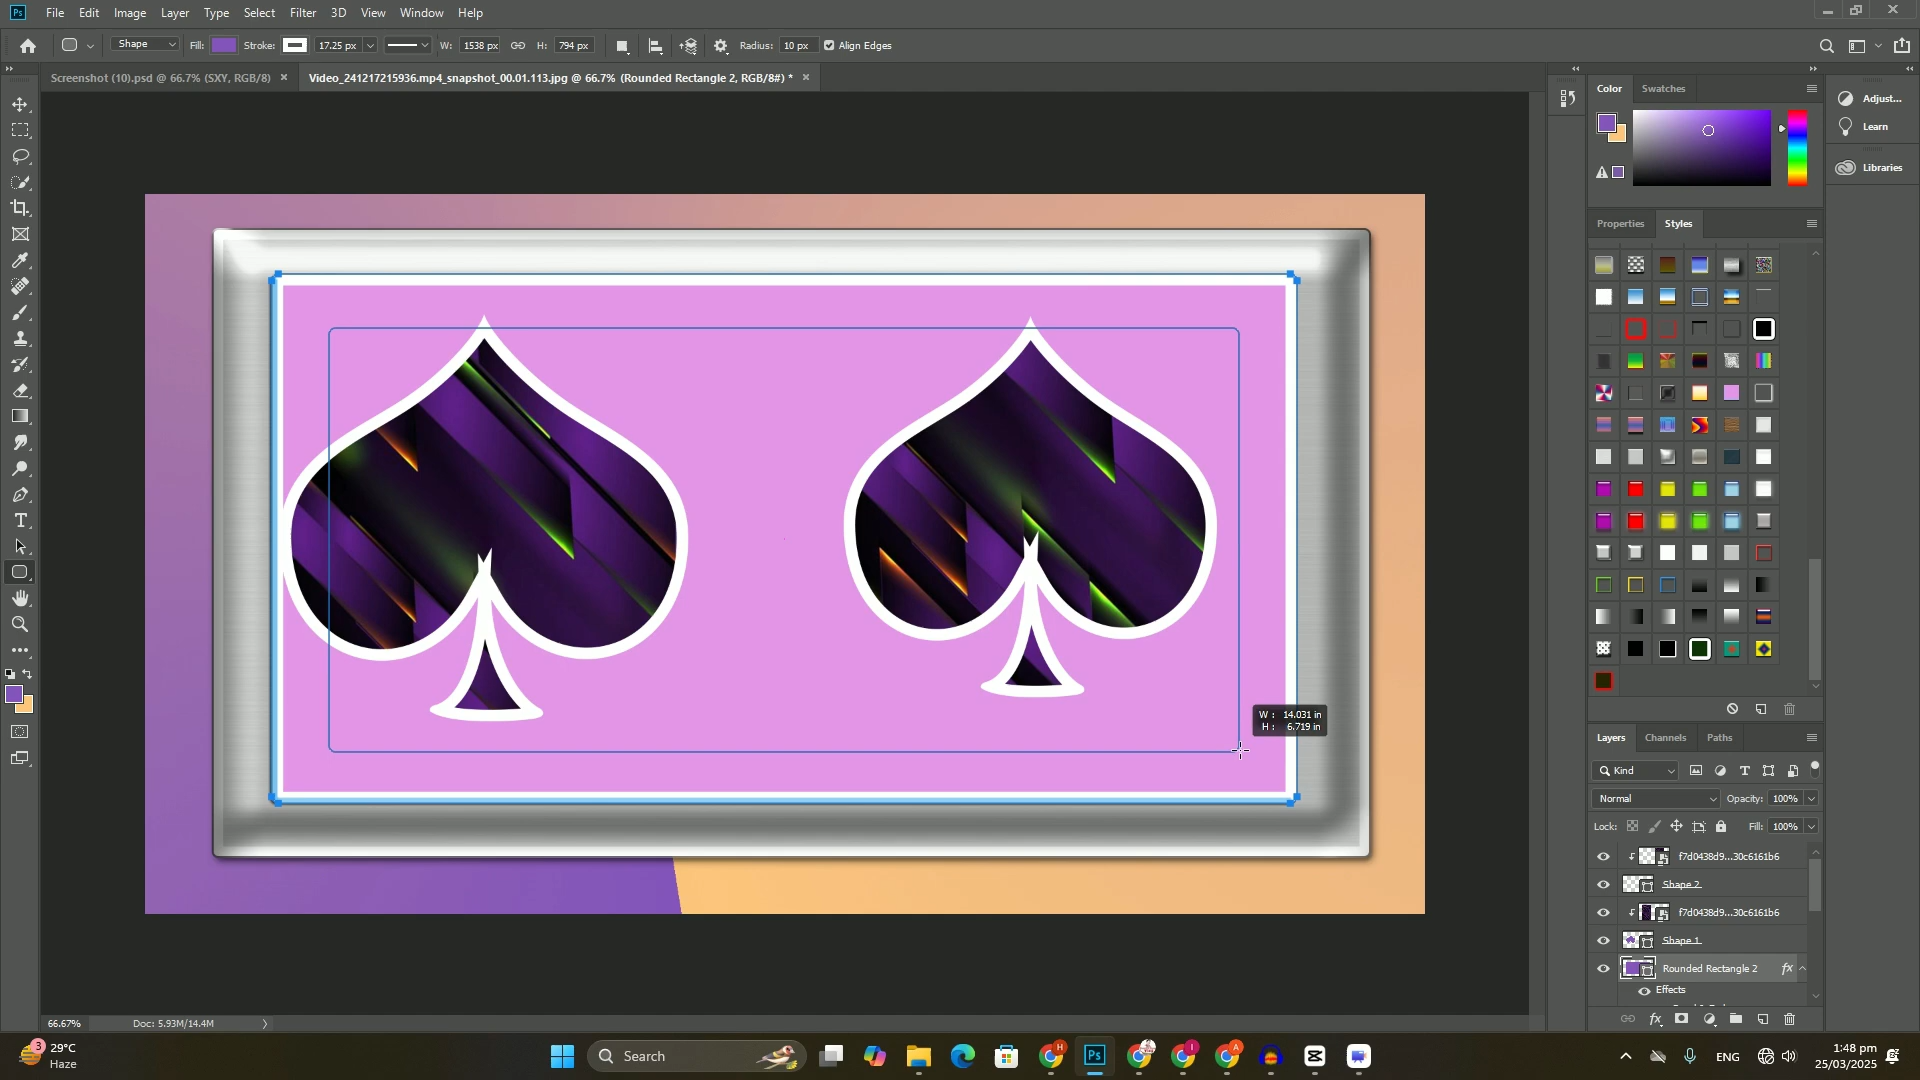 Ps File Edit Image Layer Type Select Filter 3D View Window Help
Shape Fill: Stroke: 17.25 px W: 1538 px H: 794 px Radius: 10 px Align Edges
Screenshot (10).psd @ 66.7% (SXY, RGB/8)
Video_241217215936.mp4_snapshot_00.01.113.jpg @ 66.7% (Rounded Rectangle 2, RGB/8#) *
Color Swatches
Adjust...
Learn
Libraries
Properties Styles
W : 14.031 in
H : 6.719 in
Layers Channels Paths
Kind
Normal Opacity: 100%
Lock: Fill: 100%
f7d0438d9...30c6161b6
Shape 2
f7d0438d9...30c6161b6
Shape 1
Rounded Rectangle 2 fx
Effects
66.67% Doc: 5.93M/14.4M
3
29°C
Haze
Search
H
Ps
I
A
ENG
1:48 pm
25/03/2025